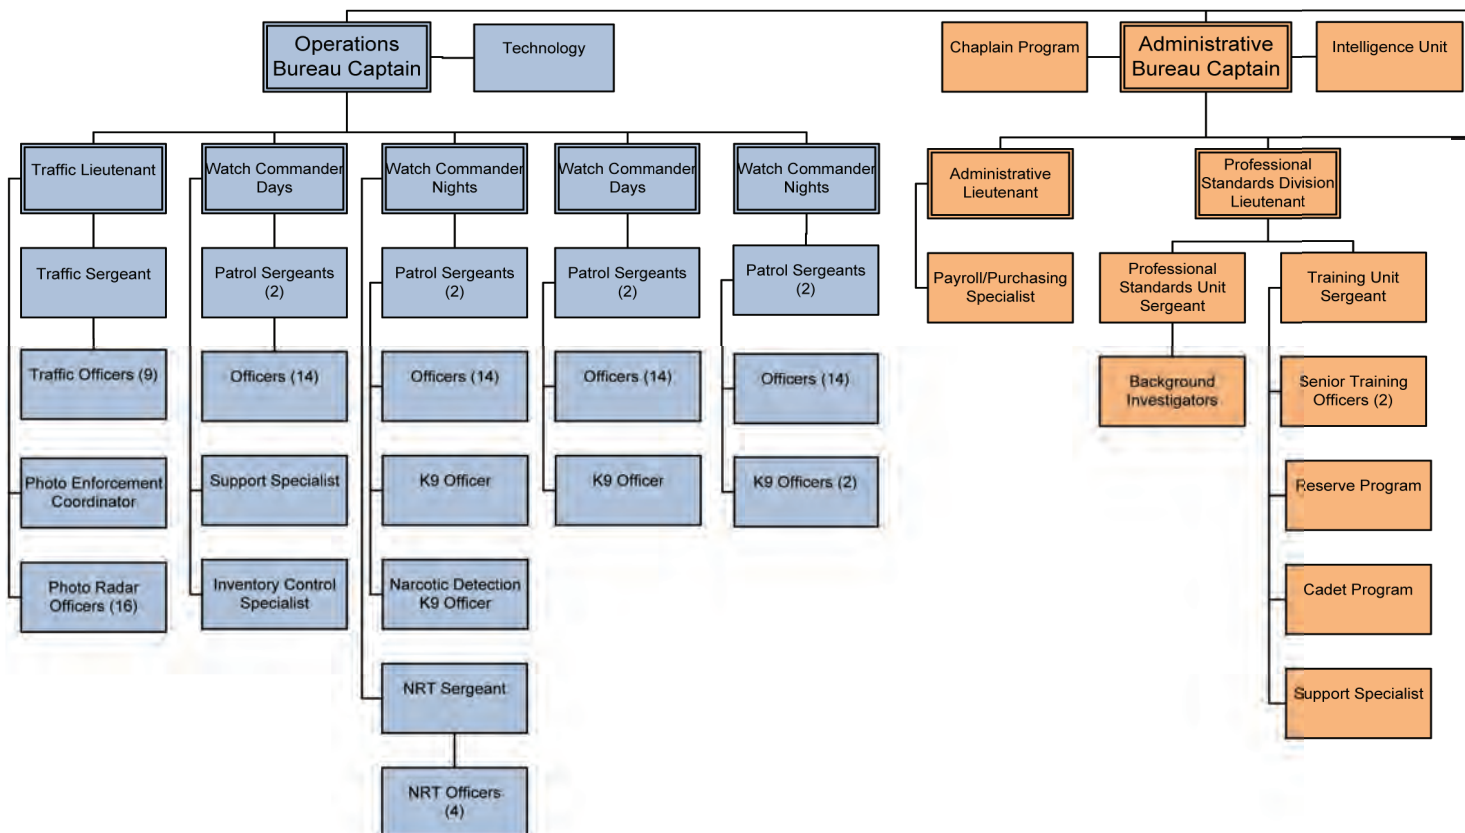 Operations
Bureau Captain
Technology
Chaplain Program
Administrative
Bureau Captain
Intelligence Unit
Traffic Lieutenant
Watch Commander
Days
Watch Commander
Nights
Watch Commander
Days
Watch Commander
Nights
Administrative
Lieutenant
Professional
Standards Division
Lieutenant
Traffic Sergeant
Patrol Sergeants
(2)
Patrol Sergeants
(2)
Patrol Sergeants
(2)
Patrol Sergeants
(2)
Payroll/Purchasing
Specialist
Professional
Standards Unit
Sergeant
Training Unit
Sergeant
Traffic Officers (9)
Officers (14)
Officers (14)
Officers (14)
Officers (14)
Background
Investigators
Senior Training
Officers (2)
Photo Enforcement
Coordinator
Support Specialist
K9 Officer
K9 Officer
K9 Officers (2)
Reserve Program
Photo Radar
Officers (16)
Inventory Control
Specialist
Narcotic Detection
K9 Officer
Cadet Program
NRT Sergeant
Support Specialist
NRT Officers
(4)